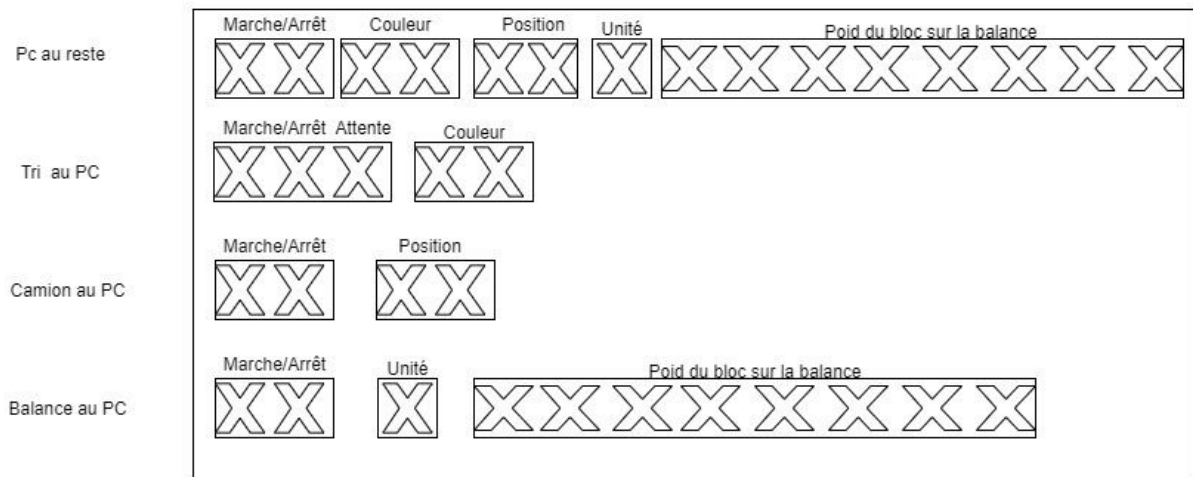 Marche/Arrêt Couleur Position Unité Poid du bloc sur la balance
Pc au reste
X X X X X X X X X X X X X X X
Marche/Arrêt Attente Couleur
Tri au PC
X X X X X
Marche/Arrêt Position
Camion au PC
X X X X
Marche/Arrêt Unité Poid du bloc sur la balance
Balance au PC
X X X X X X X X X X X